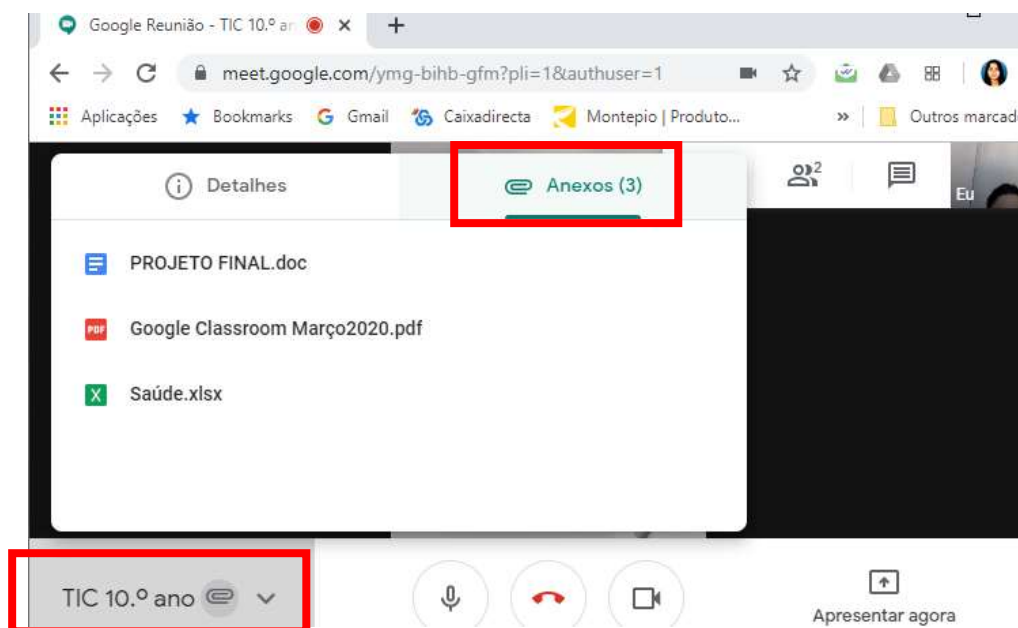 Google Reunião - TIC 10.º an
meet.google.com/ymg-bihb-gfm?pli=1&authuser=1
Aplicações Bookmarks Gmail Caixadirecta Montepio | Produto... » Outros marcad
Detalhes
Anexos (3)
2
Eu
PROJETO FINAL.doc
PDF Google Classroom Março2020.pdf
X Saúde.xlsx
TIC 10.º ano
Apresentar agora